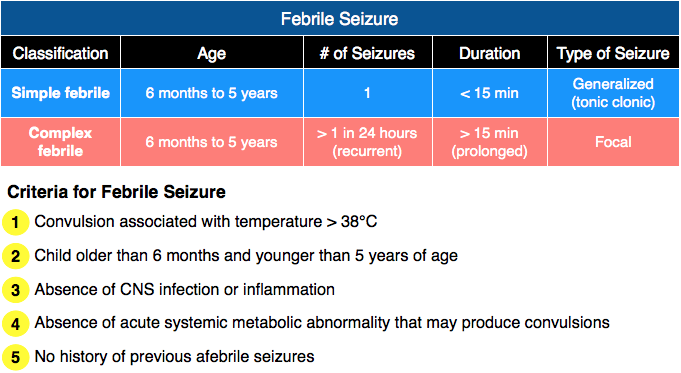 Febrile Seizure
Classification Age # of Seizures Duration Type of Seizure
Simple febrile 6 months to 5 years 1 < 15 min Generalized (tonic clonic)
Complex febrile 6 months to 5 years > 1 in 24 hours (recurrent) > 15 min (prolonged) Focal
Criteria for Febrile Seizure
1 Convulsion associated with temperature > 38°C
2 Child older than 6 months and younger than 5 years of age
3 Absence of CNS infection or inflammation
4 Absence of acute systemic metabolic abnormality that may produce convulsions
5 No history of previous afebrile seizures